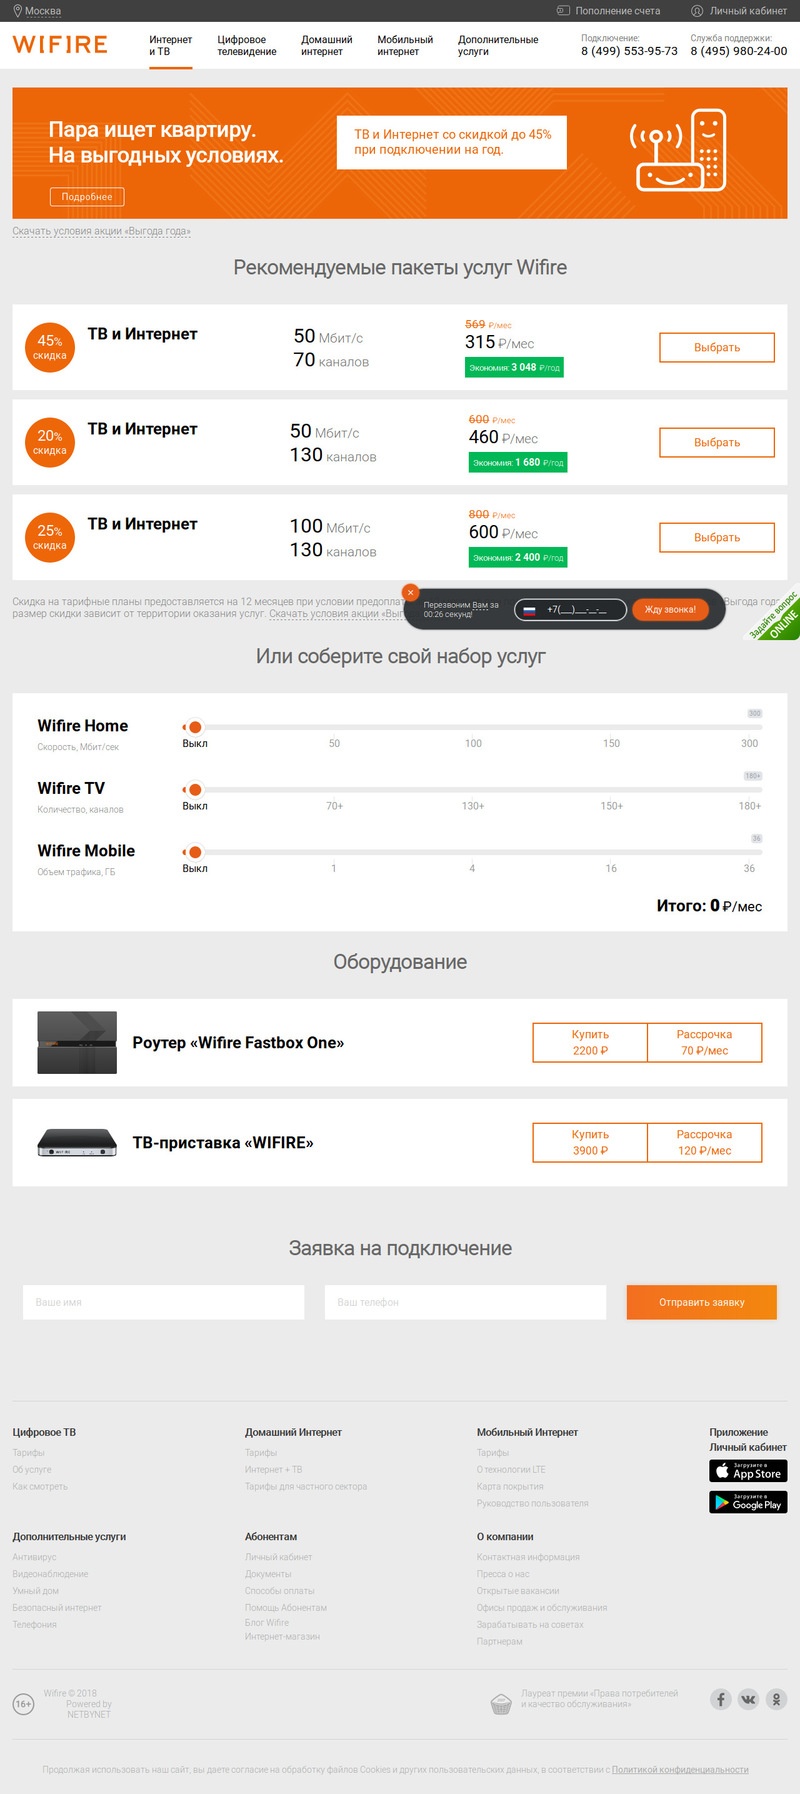 Москва
Пополнение счета
Личный кабинет
WIFIRE
Интернет
и ТВ
Цифровое
телевидение
Домашний
интернет
Мобильный
интернет
Дополнительные
услуги
Подключение:
8 (499) 553-95-73
Служба поддержки:
8 (495) 980-24-00
Пара ищет квартиру.
На выгодных условиях.
ТВ и Интернет со скидкой до 45%
при подключении на год.
Подробнее
Скачать условия акции «Выгода года»
Рекомендуемые пакеты услуг Wifire
45%
скидка
ТВ и Интернет
50 Мбит/с
70 каналов
569 ₽/мес
315 ₽/мес
Экономия: 3 048 ₽/год
Выбрать
20%
скидка
ТВ и Интернет
50 Мбит/с
130 каналов
600 ₽/мес
460 ₽/мес
Экономия: 1 680 ₽/год
Выбрать
25%
скидка
ТВ и Интернет
100 Мбит/с
130 каналов
800 ₽/мес
600 ₽/мес
Экономия: 2 400 ₽/год
Выбрать
Скидка на тарифные планы предоставляется на 12 месяцев при условии предоплат
Выгода года
размер скидки зависит от территории оказания услуг. Скачать условия акции «Выг
Перезвоним Вам за
00:26 секунд!
+7(__)___-__-__
Жду звонка!
Задайте вопрос
ONLINE
Или соберите свой набор услуг
Wifire Home
Скорость, Мбит/сек
300
Выкл 50 100 150 300
Wifire TV
Количество, каналов
180+
Выкл 70+ 130+ 150+ 180+
Wifire Mobile
Объем трафика, ГБ
36
Выкл 1 4 16 36
Итого: 0 ₽/мес
Оборудование
Роутер «Wifire Fastbox One»
Купить
2200 ₽
Рассрочка
70 ₽/мес
ТВ-приставка «WIFIRE»
Купить
3900 ₽
Рассрочка
120 ₽/мес
Заявка на подключение
Ваше имя
Ваш телефон
Отправить заявку
Цифровое ТВ
Тарифы
Об услуге
Как смотреть
Домашний Интернет
Тарифы
Интернет + ТВ
Тарифы для частного сектора
Мобильный Интернет
Тарифы
О технологии LTE
Карта покрытия
Руководство пользователя
Приложение
Личный кабинет
Загрузите в
App Store
Загрузите в
Google Play
Дополнительные услуги
Антивирус
Видеонаблюдение
Умный дом
Безопасный интернет
Телефония
Абонентам
Личный кабинет
Документы
Способы оплаты
Помощь Абонентам
Блог Wifire
Интернет-магазин
О компании
Контактная информация
Пресса о нас
Открытые вакансии
Офисы продаж и обслуживания
Зарабатывать на советах
Партнерам
16+
Wifire © 2018
Powered by
NETBYNET
Лауреат премии «Права потребителей
и качество обслуживания»
Продолжая использовать наш сайт, вы даете согласие на обработку файлов Cookies и других пользовательских данных, в соответствии с Политикой конфиденциальности